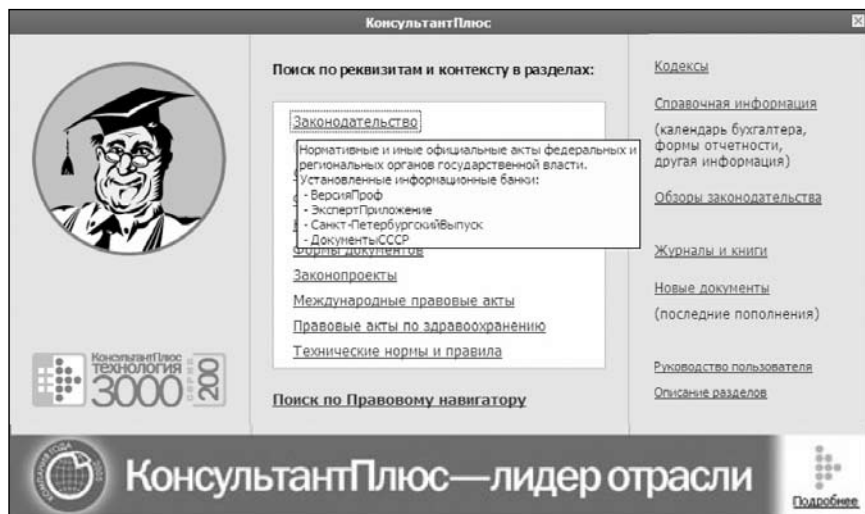 КонсультантПлюс
Поиск по реквизитам и контексту в разделах:
Законодательство
Нормативные и иные официальные акты федеральных и
региональных органов государственной власти.
Установленные информационные банки:
- ВерсияПроф
- ЭкспертПриложение
- Санкт-ПетербургскийВыпуск
- ДокументыСССР
Формы документов
Законопроекты
Международные правовые акты
Правовые акты по здравоохранению
Технические нормы и правила
Поиск по Правовому навигатору
Кодексы
Справочная информация
(календарь бухгалтера,
формы отчетности,
другая информация)
Обзоры законодательства
Журналы и книги
Новые документы
(последние пополнения)
Руководство пользователя
Описание разделов
КонсультантПлюс
ТЕХНОЛОГИЯ
3000
серия
200
КОМПАНИЯ ГОДА
КонсультантПлюс—лидер отрасли
Подробнее